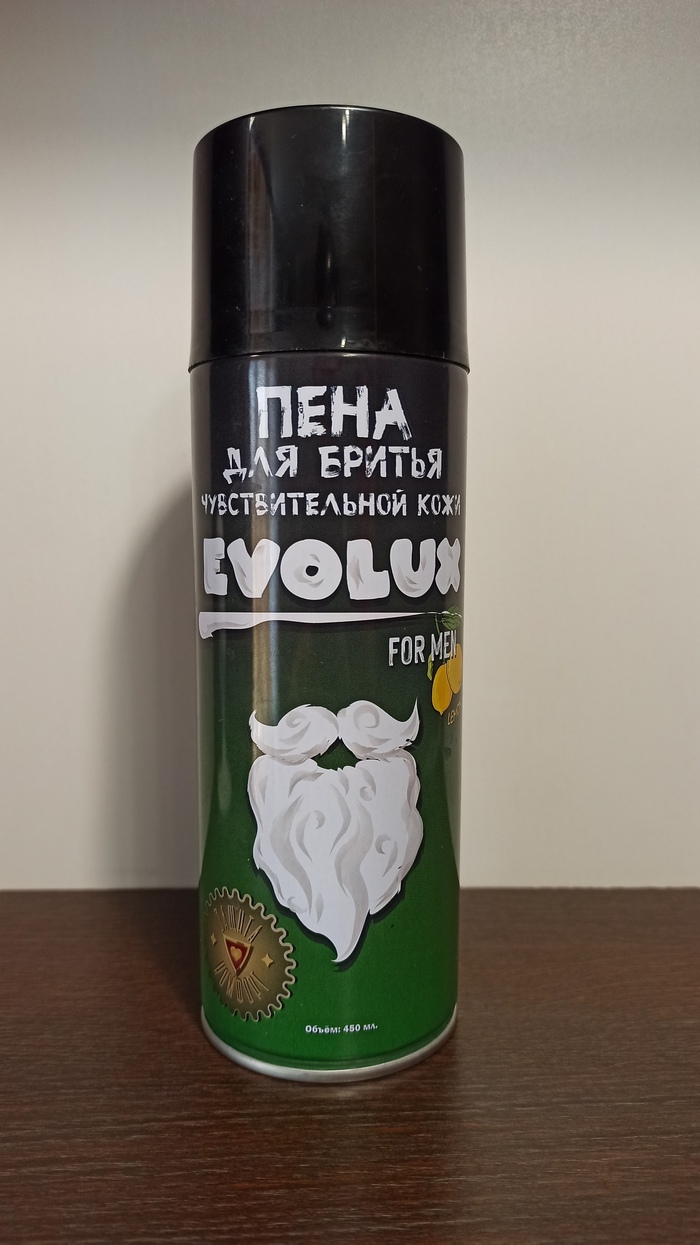 ПЕНА
ДЛЯ БРИТЬЯ
ЧУВСТВИТЕЛЬНОЙ КОЖИ
EVOLUX
FOR MEN
Объём: 450 мл.